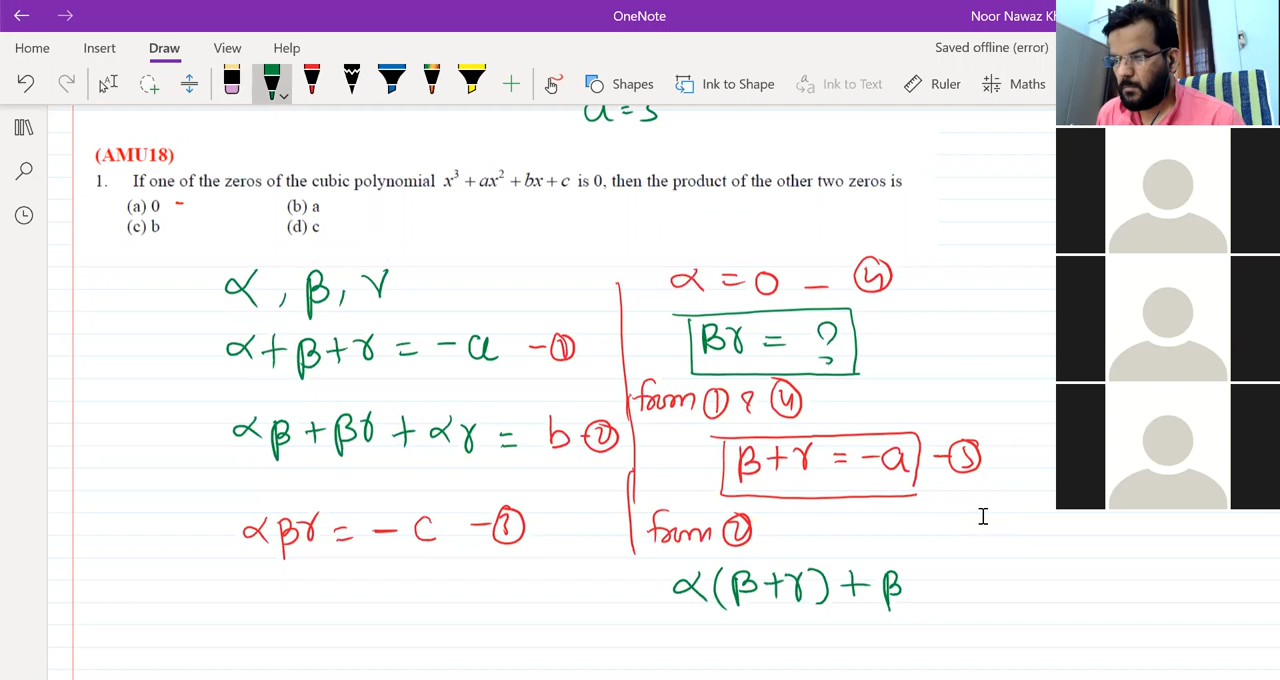 OneNote
Noor Nawaz Kh
Home Insert Draw View Help
Saved offline (error)
Shapes Ink to Shape Ink to Text Ruler Maths
a = 3
(AMU18)
1. If one of the zeros of the cubic polynomial x³ + ax² + bx + c is 0, then the product of the other two zeros is
(a) 0 (b) a
(c) b (d) c
α , β , γ
α + β + γ = - a - ①
αβ + βγ + αγ = b - ②
αβγ = - c - ③
α = 0 - ④
βγ = ?
from ① & ④
β + γ = - a - ⑤
from ②
α(β + γ) + β